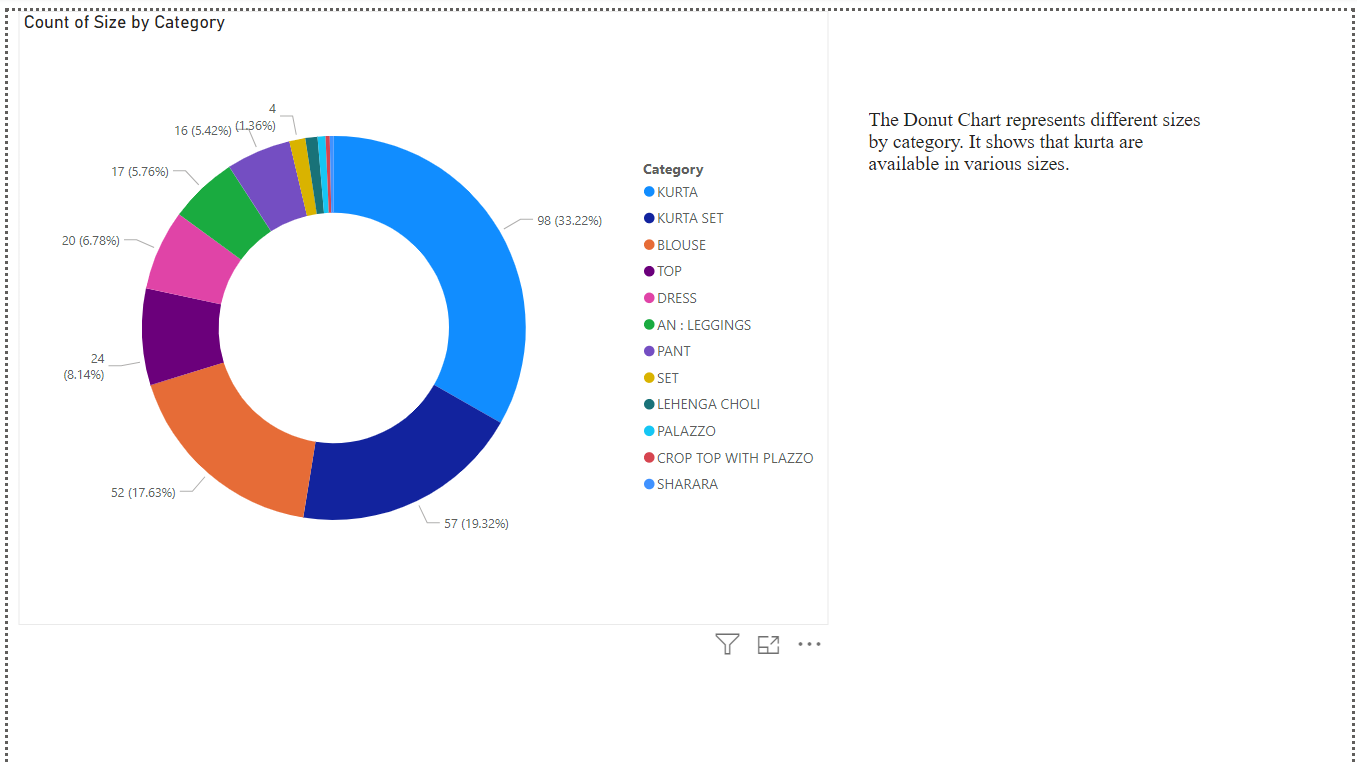 Count of Size by Category
4
(1.36%)
16 (5.42%)
17 (5.76%)
20 (6.78%)
24
(8.14%)
52 (17.63%)
57 (19.32%)
98 (33.22%)
Category
KURTA
KURTA SET
BLOUSE
TOP
DRESS
AN : LEGGINGS
PANT
SET
LEHENGA CHOLI
PALAZZO
CROP TOP WITH PLAZZO
SHARARA
The Donut Chart represents different sizes
by category. It shows that kurta are
available in various sizes.